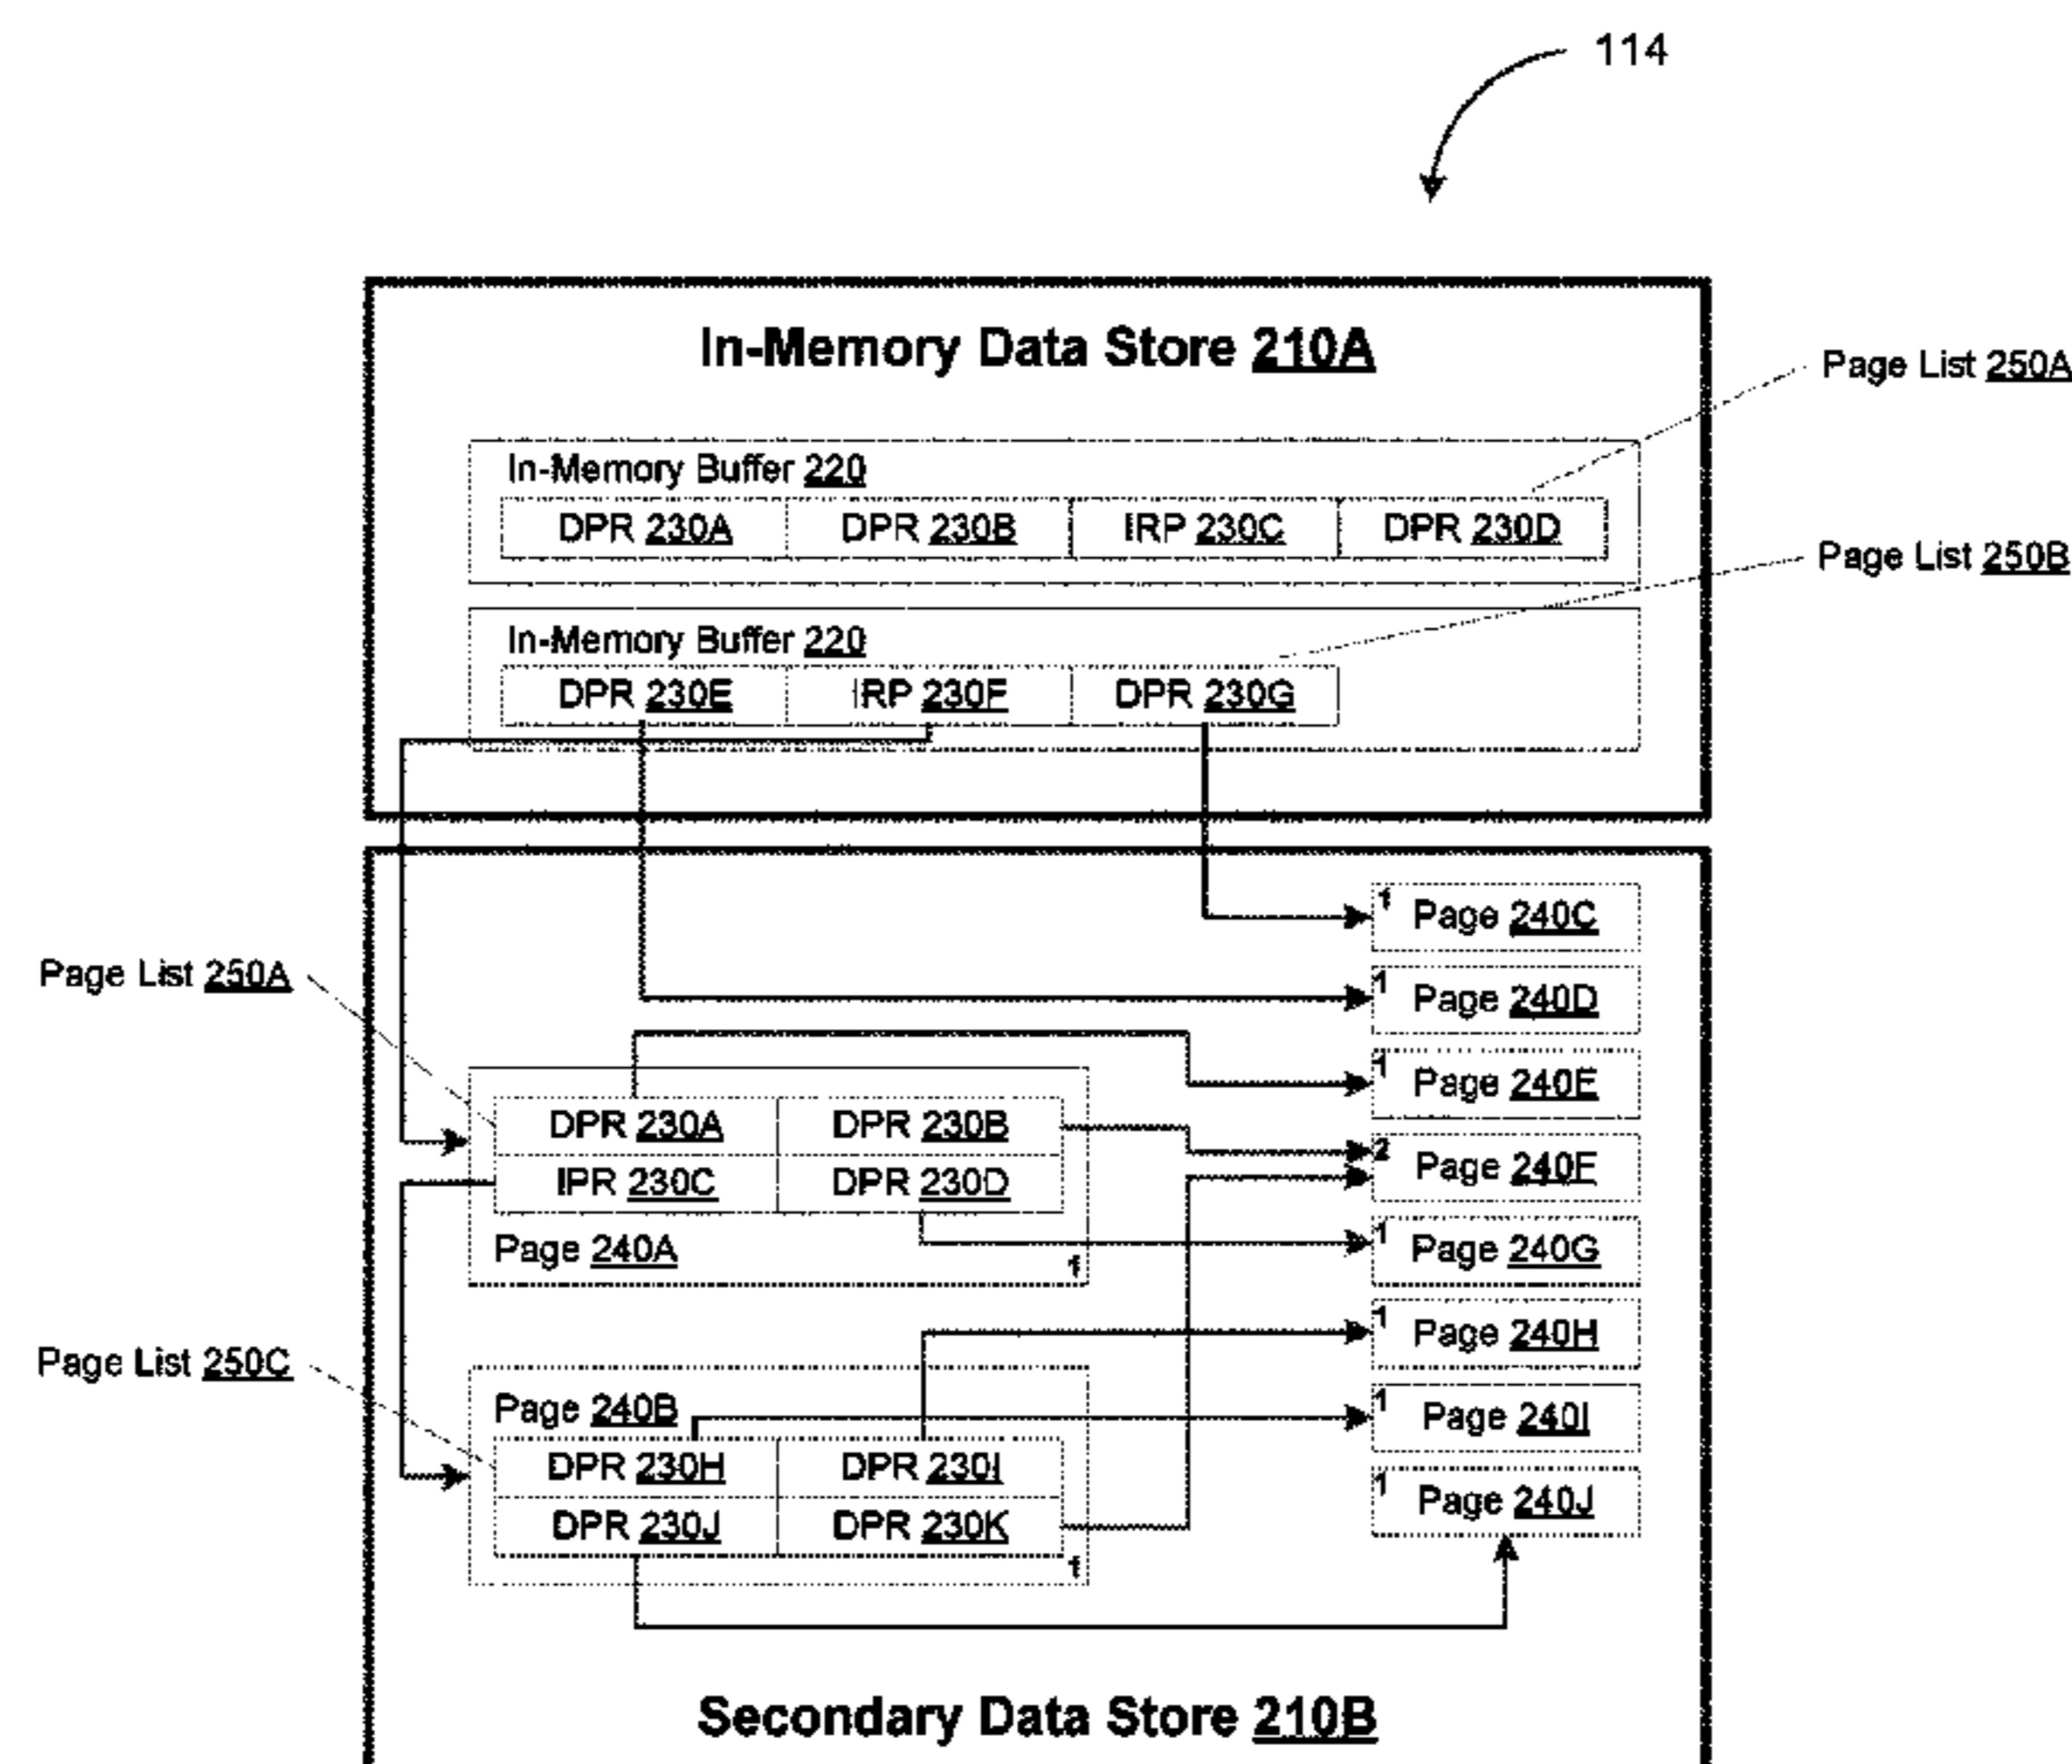 114
In-Memory Data Store 210A
Page List 250A
In-Memory Buffer 220
DPR 230A DPR 230B IRP 230C DPR 230D
Page List 250B
In-Memory Buffer 220
DPR 230E IRP 230F DPR 230G
1 Page 240C
Page List 250A
1 Page 240D
1 Page 240E
DPR 230A DPR 230B
2 Page 240F
IPR 230C DPR 230D
Page 240A 1
1 Page 240G
1 Page 240H
Page List 250C
Page 240B
1 Page 240I
DPR 230H DPR 230I
1 Page 240J
DPR 230J DPR 230K
1
Secondary Data Store 210B